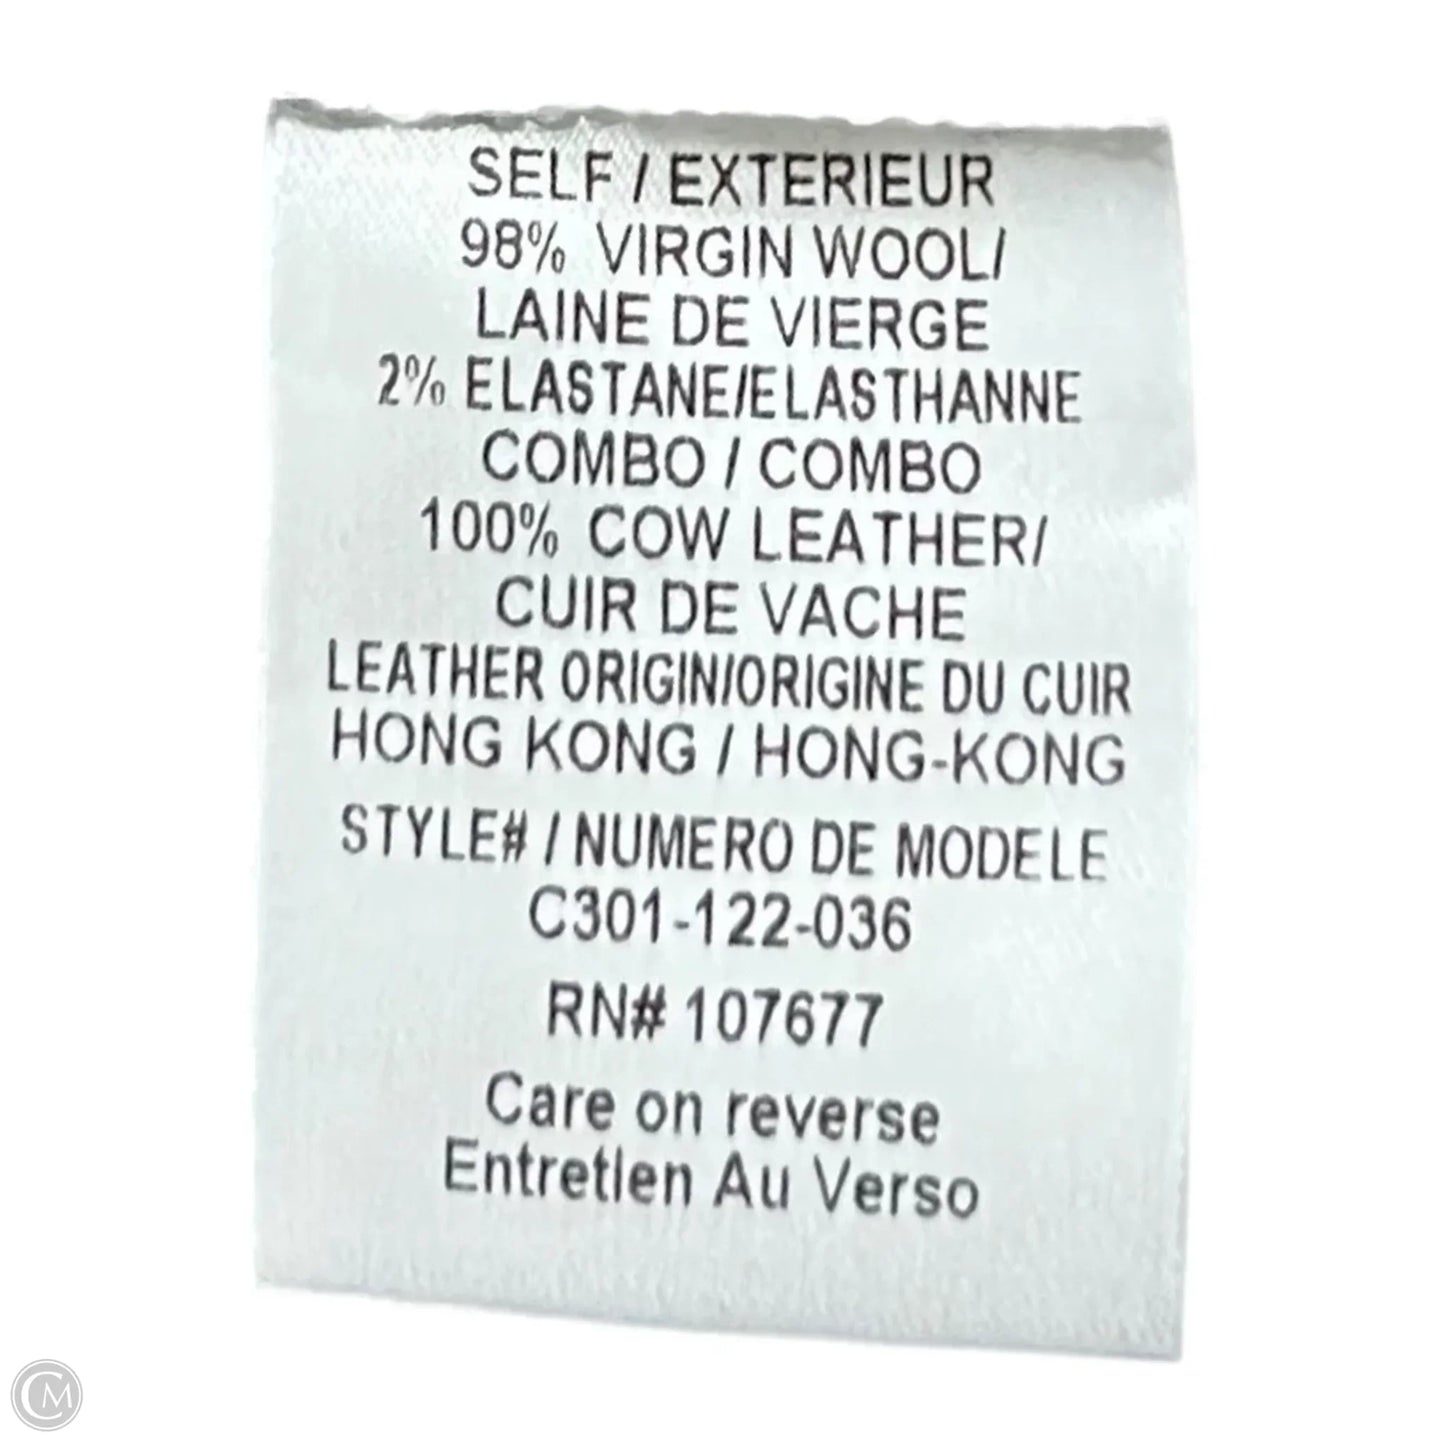 SELF / EXTERIEUR
98% VIRGIN WOOL/
LAINE DE VIERGE
2% ELASTANE/ELASTHANNE
COMBO / COMBO
100% COW LEATHER/
CUIR DE VACHE
LEATHER ORIGIN/ORIGINE DU CUIR
HONG KONG / HONG-KONG
STYLE# / NUMERO DE MODELE
C301-122-036
RN# 107677
Care on reverse
Entretien Au Verso
CM